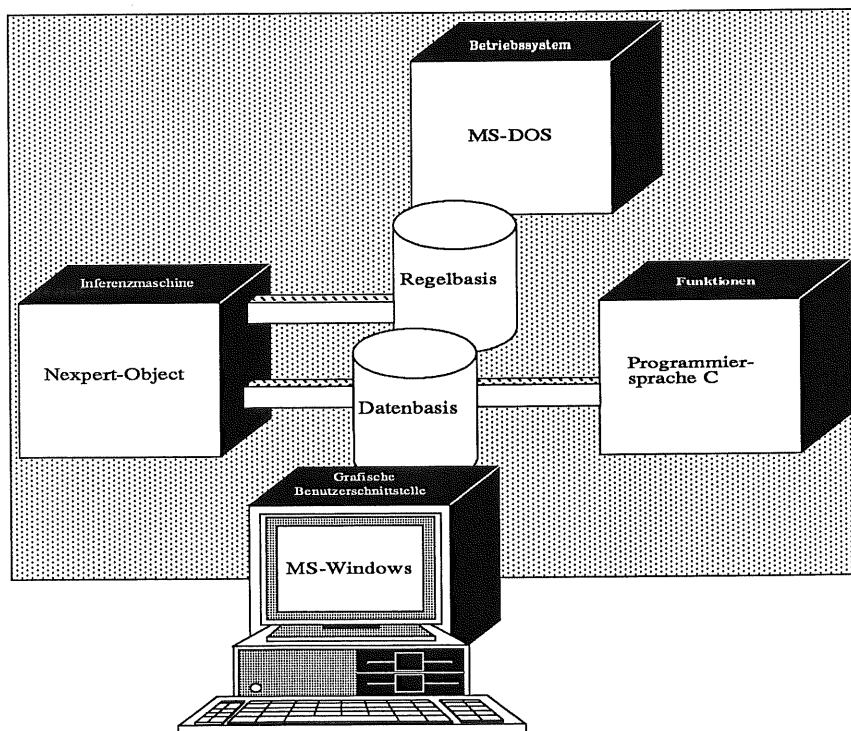 Betriebssystem
MS-DOS
Regelbasis
Inferenzmaschine
Nexpert-Object
Funktionen
Programmier-
sprache C
Datenbasis
Grafische
Benutzerschnittstelle
MS-Windows